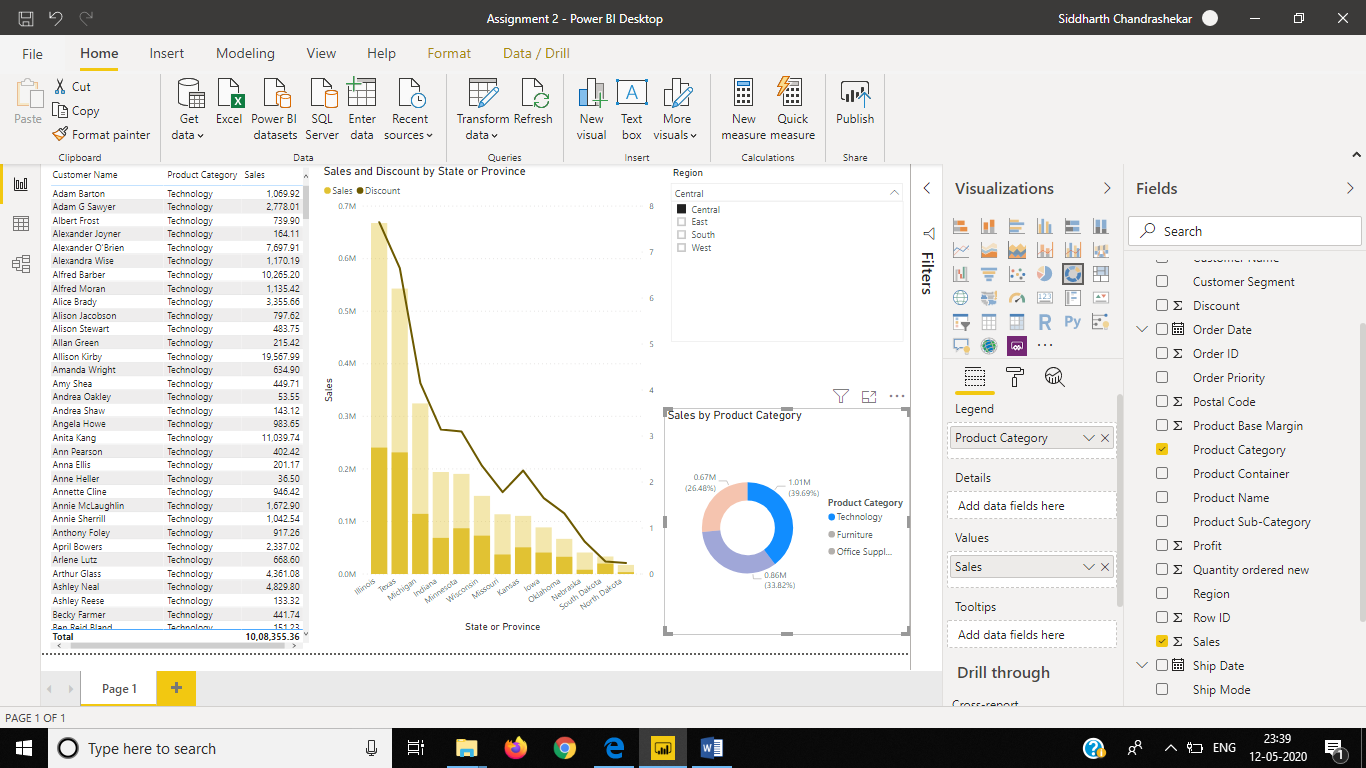 Assignment 2 - Power BI Desktop
Siddharth Chandrashekar
File Home Insert Modeling View Help Format Data / Drill
Paste
Cut
Copy
Format painter
Clipboard
Get data
Excel
Power BI datasets
SQL Server
Enter data
Recent sources
Data
Transform data
Refresh
Queries
New visual
Text box
More visuals
Insert
New measure
Quick measure
Calculations
Publish
Share
Customer Name Product Category Sales
Adam Barton Technology 1,069.92
Adam G Sawyer Technology 2,778.01
Albert Frost Technology 739.90
Alexander Joyner Technology 164.11
Alexander O'Brien Technology 7,697.91
Alexandra Wise Technology 1,170.19
Alfred Barber Technology 10,265.20
Alfred Moran Technology 1,135.42
Alice Brady Technology 3,355.66
Alison Jacobson Technology 797.62
Alison Stewart Technology 483.75
Allan Green Technology 215.42
Allison Kirby Technology 19,567.99
Amanda Wright Technology 634.90
Amy Shea Technology 449.71
Andrea Oakley Technology 53.55
Andrea Shaw Technology 143.12
Angela Howe Technology 983.65
Anita Kang Technology 11,039.74
Ann Pearson Technology 402.42
Anna Ellis Technology 201.17
Anne Heller Technology 36.50
Annette Cline Technology 946.42
Annie McLaughlin Technology 1,672.90
Annie Sherrill Technology 1,042.54
Anthony Foley Technology 917.26
April Bowers Technology 2,337.02
Arlene Lutz Technology 668.60
Arthur Glass Technology 4,361.08
Ashley Neal Technology 4,829.80
Ashley Reese Technology 133.32
Becky Farmer Technology 441.74
Ben Reid Bland Technology 151.23
Total 10,08,355.36
Sales and Discount by State or Province
Sales Discount
0.7M
0.6M
0.5M
0.4M
0.3M
0.2M
0.1M
0.0M
Sales
8
7
6
5
4
3
2
1
0
Illinois
Texas
Michigan
Indiana
Minnesota
Wisconsin
Missouri
Kansas
Iowa
Oklahoma
Nebraska
South Dakota
North Dakota
State or Province
Region
Central
Central
East
South
West
Sales by Product Category
0.67M
(26.48%)
1.01M
(39.69%)
0.86M
(33.82%)
Product Category
Technology
Furniture
Office Suppl...
Filters
Visualizations
R
Py
Legend
Product Category
Details
Add data fields here
Values
Sales
Tooltips
Add data fields here
Drill through
Cross-report
Fields
Search
Customer Name
Customer Segment
Discount
Order Date
Order ID
Order Priority
Postal Code
Product Base Margin
Product Category
Product Container
Product Name
Product Sub-Category
Profit
Quantity ordered new
Region
Row ID
Sales
Ship Date
Ship Mode
Page 1
PAGE 1 OF 1
Type here to search
ENG
23:39
12-05-2020
1